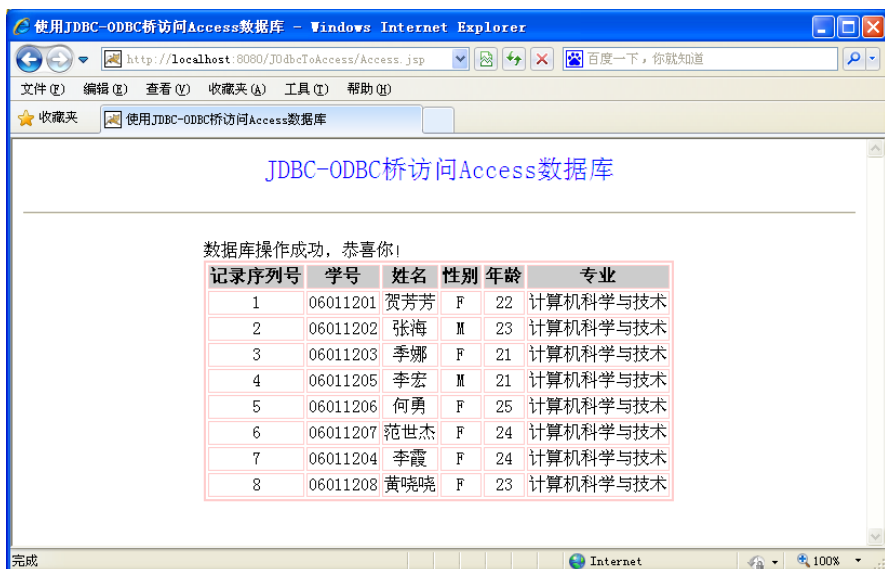 使用JDBC-ODBC桥访问Access数据库 - Windows Internet Explorer
http://localhost:8080/JOdbcToAccess/Access.jsp 百度一下，你就知道
文件(F) 编辑(E) 查看(V) 收藏夹(A) 工具(T) 帮助(H)
收藏夹 使用JDBC-ODBC桥访问Access数据库
JDBC-ODBC桥访问Access数据库
数据库操作成功，恭喜你!
记录序列号 学号 姓名 性别 年龄 专业
1 06011201 贺芳芳 F 22 计算机科学与技术
2 06011202 张海 M 23 计算机科学与技术
3 06011203 季娜 F 21 计算机科学与技术
4 06011205 李宏 M 21 计算机科学与技术
5 06011206 何勇 F 25 计算机科学与技术
6 06011207 范世杰 F 24 计算机科学与技术
7 06011204 李霞 F 24 计算机科学与技术
8 06011208 黄哓哓 F 23 计算机科学与技术
完成 Internet 100%